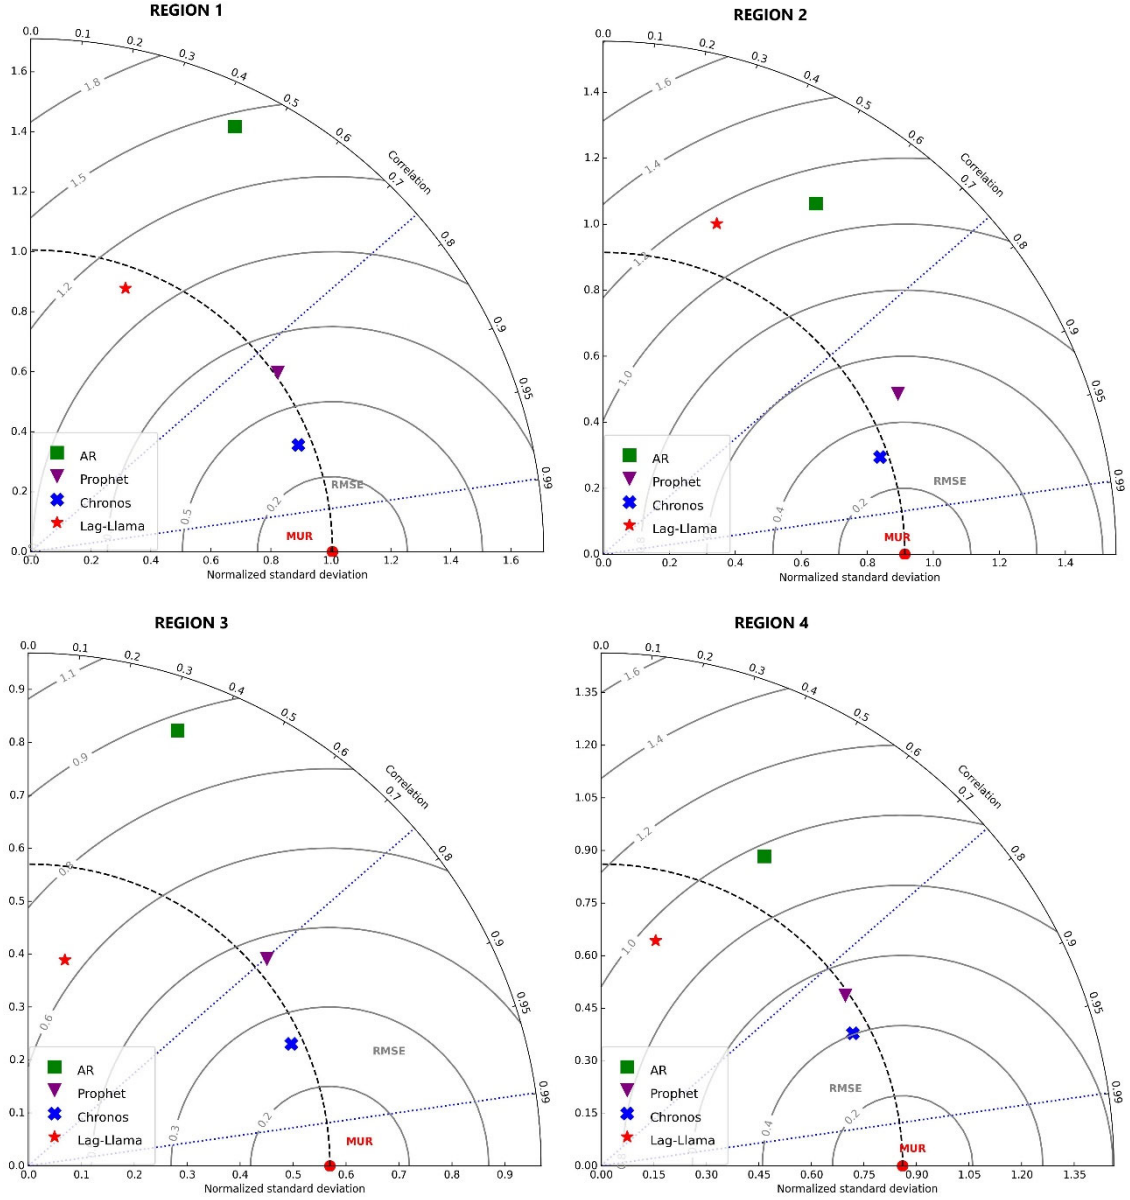 REGION 1
0.0 0.1 0.2 0.3 0.4 0.5 0.6 0.7 0.8 0.9 0.95 0.99
Correlation
1.6
1.4
1.2
1.0
0.8
0.6
0.4
0.2
0.0
1.8
1.5
1.2
0.5
0.2
RMSE
MUR
AR
Prophet
Chronos
Lag-Llama
0.0 0.2 0.4 0.6 0.8 1.0 1.2 1.4 1.6
Normalized standard deviation
REGION 2
0.0 0.1 0.2 0.3 0.4 0.5 0.6 0.7 0.8 0.9 0.95 0.99
Correlation
1.4
1.2
1.0
0.8
0.6
0.4
0.2
0.0
1.6
1.4
1.2
1.0
0.4
0.2
RMSE
MUR
AR
Prophet
Chronos
Lag-Llama
0.0 0.2 0.4 0.6 0.8 1.0 1.2 1.4
Normalized standard deviation
REGION 3
0.0 0.1 0.2 0.3 0.4 0.5 0.6 0.7 0.8 0.9 0.95 0.99
Correlation
0.9
0.8
0.7
0.6
0.5
0.4
0.3
0.2
0.1
0.0
1.1
0.9
0.8
0.6
0.3
0.2
RMSE
MUR
AR
Prophet
Chronos
Lag-Llama
0.0 0.1 0.2 0.3 0.4 0.5 0.6 0.7 0.8 0.9
Normalized standard deviation
REGION 4
0.0 0.1 0.2 0.3 0.4 0.5 0.6 0.7 0.8 0.9 0.95 0.99
Correlation
1.35
1.20
1.05
0.90
0.75
0.60
0.45
0.30
0.15
0.00
1.6
1.4
1.2
1.0
0.4
0.2
RMSE
MUR
AR
Prophet
Chronos
Lag-Llama
0.00 0.15 0.30 0.45 0.60 0.75 0.90 1.05 1.20 1.35
Normalized standard deviation